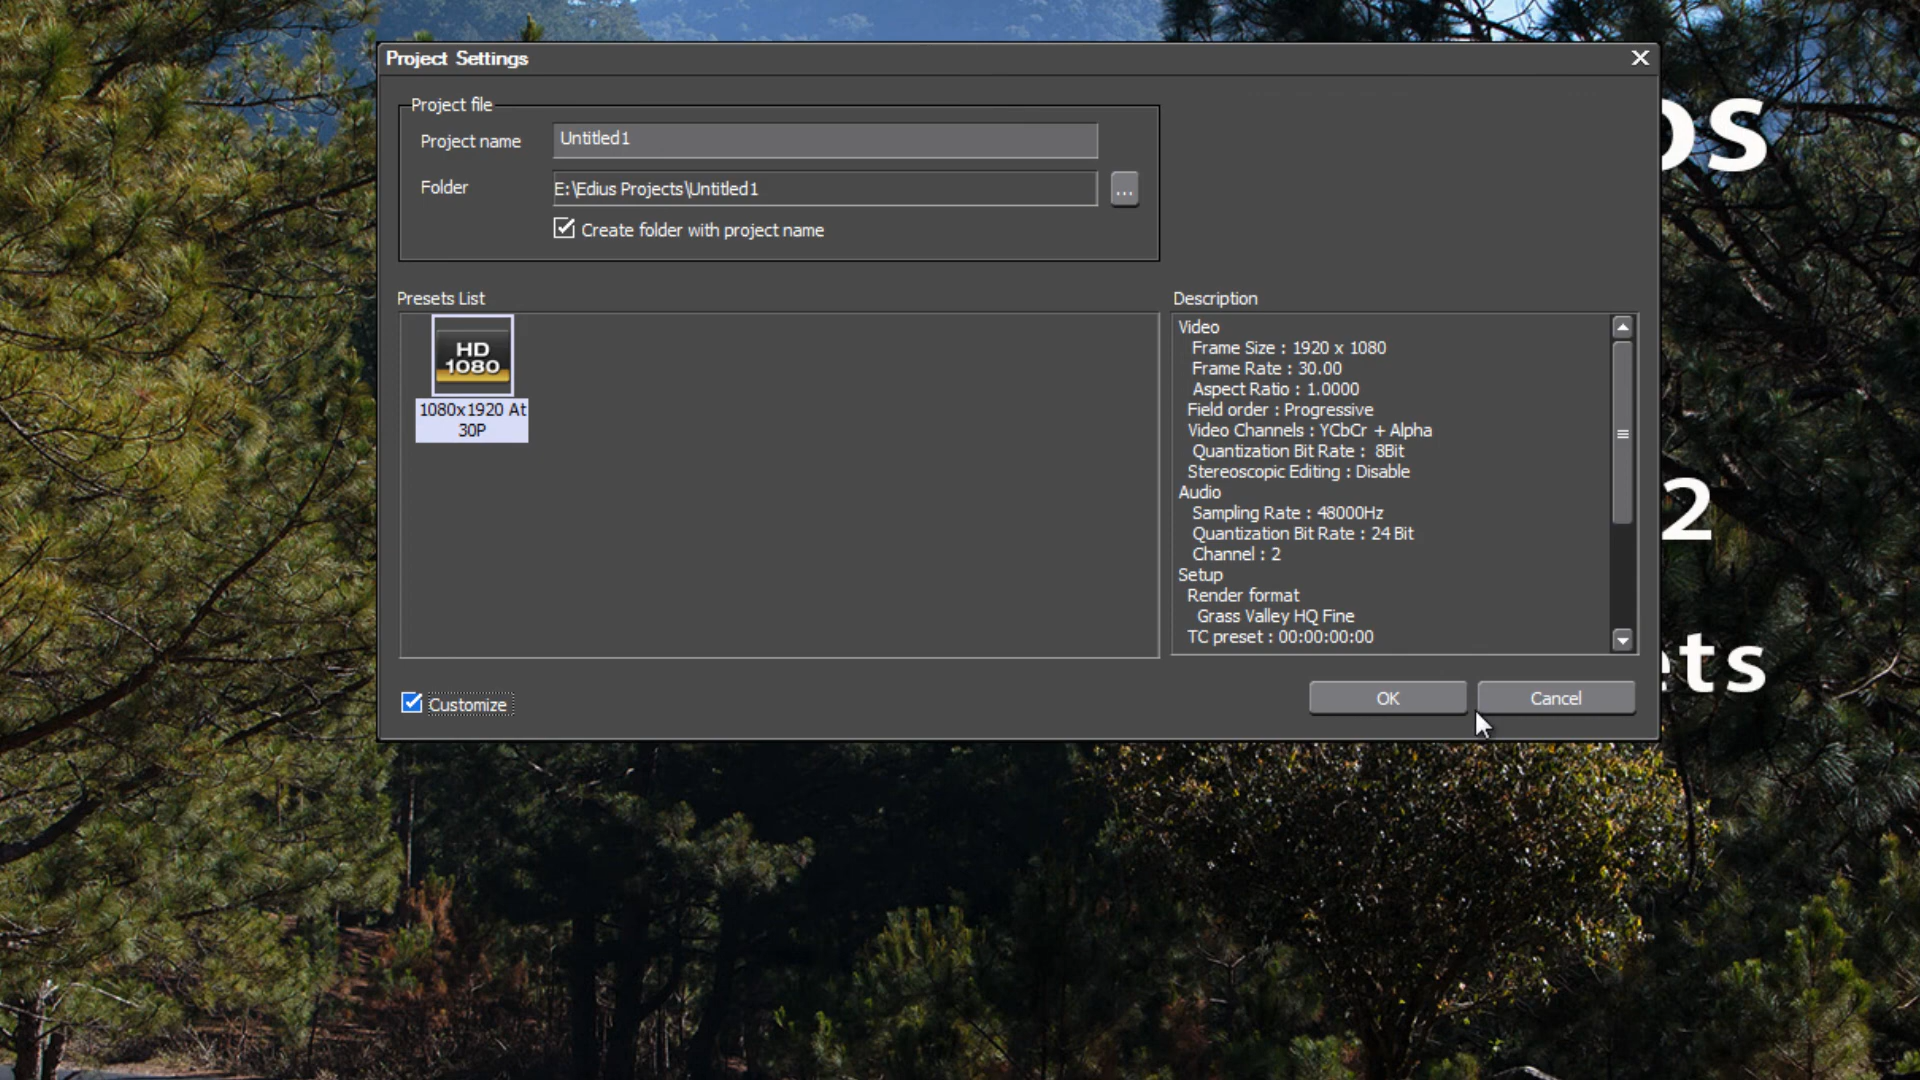 Project Settings
Project file
Project name
Untitled1
Folder
E:\Edius Projects\Untitled1
...
Create folder with project name
Presets List
HD
1080
1080x1920 At
30P
Description
Video
Frame Size : 1920 x 1080
Frame Rate : 30.00
Aspect Ratio : 1.0000
Field order : Progressive
Video Channels : YCbCr + Alpha
Quantization Bit Rate : 8Bit
Stereoscopic Editing : Disable
Audio
Sampling Rate : 48000Hz
Quantization Bit Rate : 24 Bit
Channel : 2
Setup
Render format
Grass Valley HQ Fine
TC preset : 00:00:00:00
Customize
OK
Cancel
2